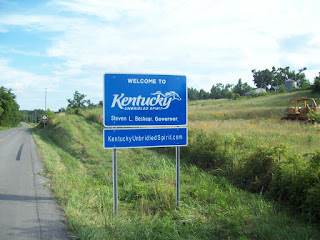 WELCOME TO
Kentucky
UNBRIDLED SPIRIT
Steven L. Beshear, Governor
KentuckyUnbridledSpirit.com